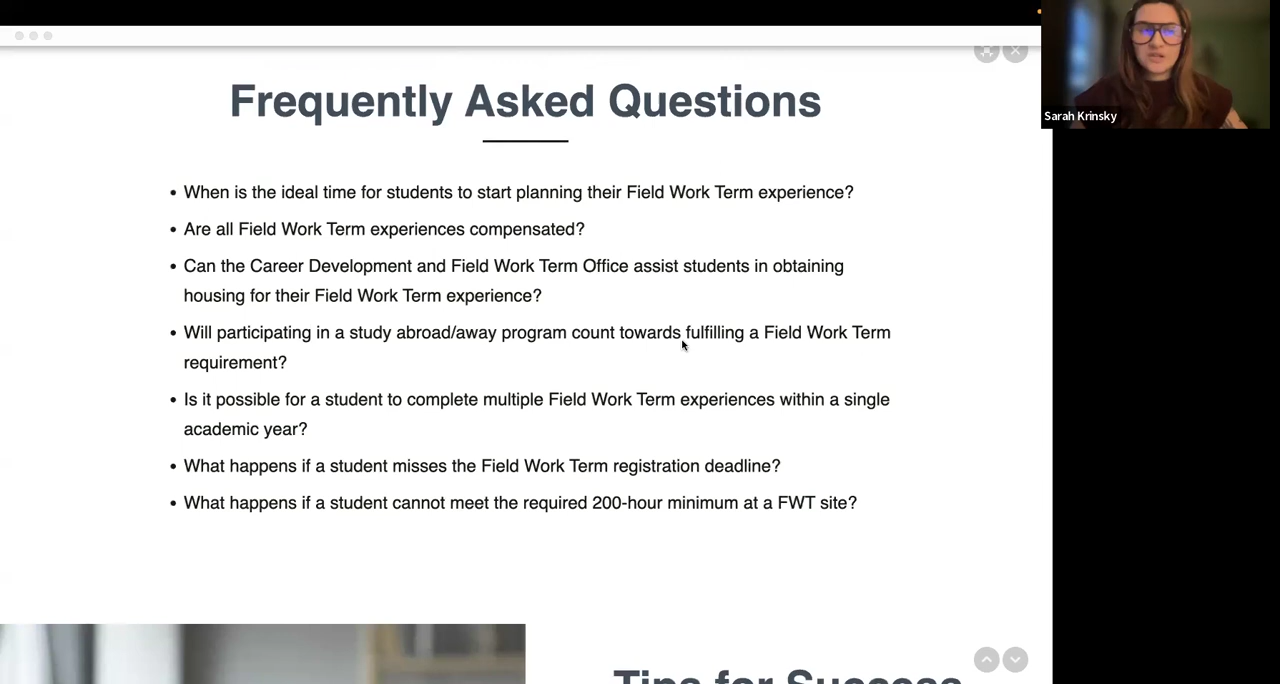 Frequently Asked Questions
Sarah Krinsky
• When is the ideal time for students to start planning their Field Work Term experience?
• Are all Field Work Term experiences compensated?
• Can the Career Development and Field Work Term Office assist students in obtaining
housing for their Field Work Term experience?
• Will participating in a study abroad/away program count towards fulfilling a Field Work Term
requirement?
• Is it possible for a student to complete multiple Field Work Term experiences within a single
academic year?
• What happens if a student misses the Field Work Term registration deadline?
• What happens if a student cannot meet the required 200-hour minimum at a FWT site?
Tips for Success